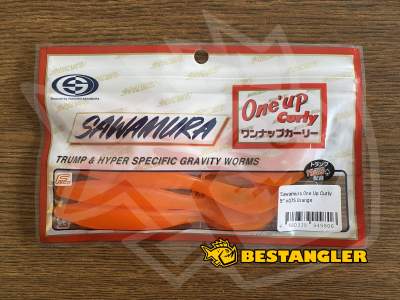 SAWAMURA
One'up
Curly
ワンナップカーリー
TRUMP & HYPER SPECIFIC GRAVITY WORMS
Sawamura One Up Curly
5" #075 Orange
BESTANGLER